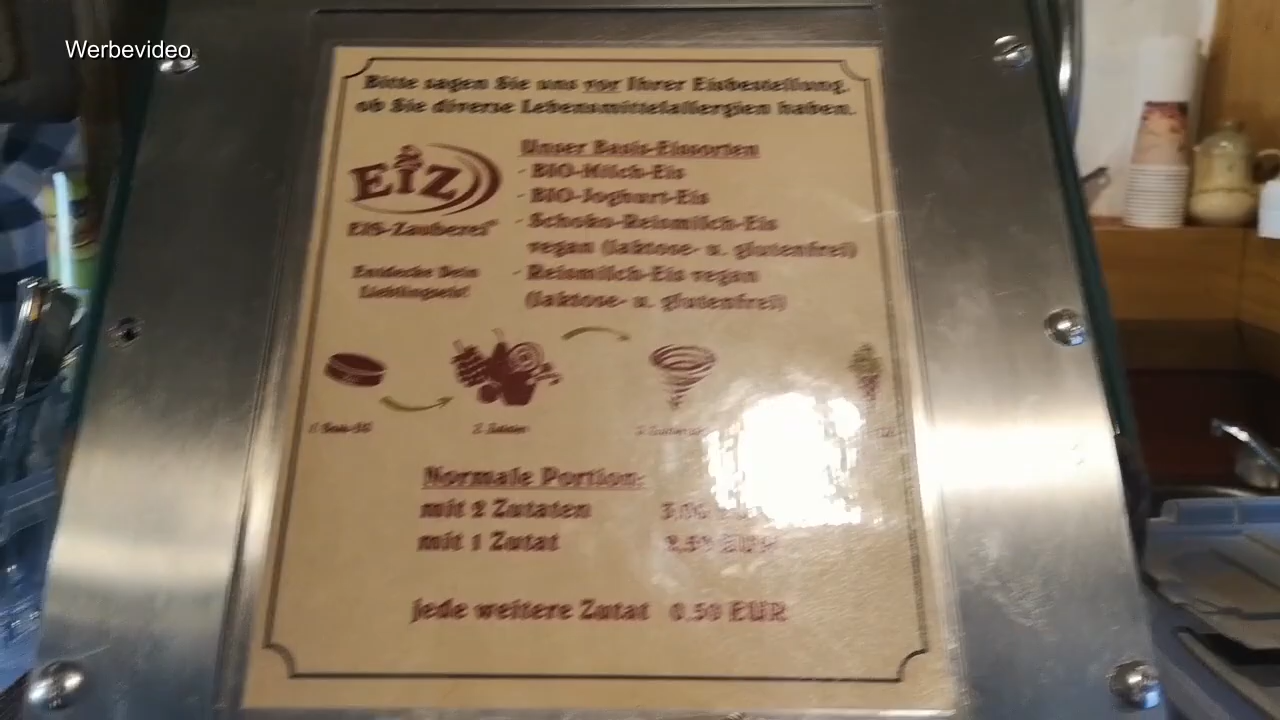 Werbevideo
Bitte sagen Sie uns vor Ihrer Eisbestellung,
ob Sie diverse Lebensmittelallergien haben.
EiZ
EIS-Zauberei
Entdecke Dein
Lieblingseis!
Unser Basis-Eissorten
- BIO-Milch-Eis
- BIO-Joghurt-Eis
- Schoko-Reismilch-Eis
vegan (laktose- u. glutenfrei)
- Reismilch-Eis vegan
(laktose- u. glutenfrei)
Normale Portion:
mit 2 Zutaten
mit 1 Zutat EUR
jede weitere Zutat 0.50 EUR